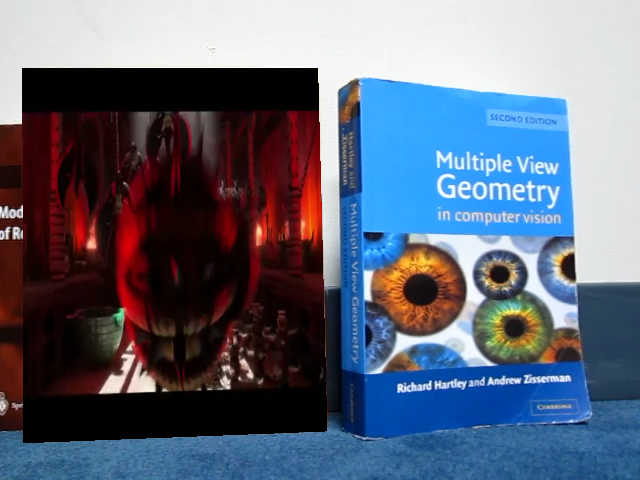 Mod
of Ro
Hartley and
Zisserman
Multiple View Geometry
SECOND EDITION
Multiple View
Geometry
in computer vision
Richard Hartley and Andrew Zisserman
CAMBRIDGE